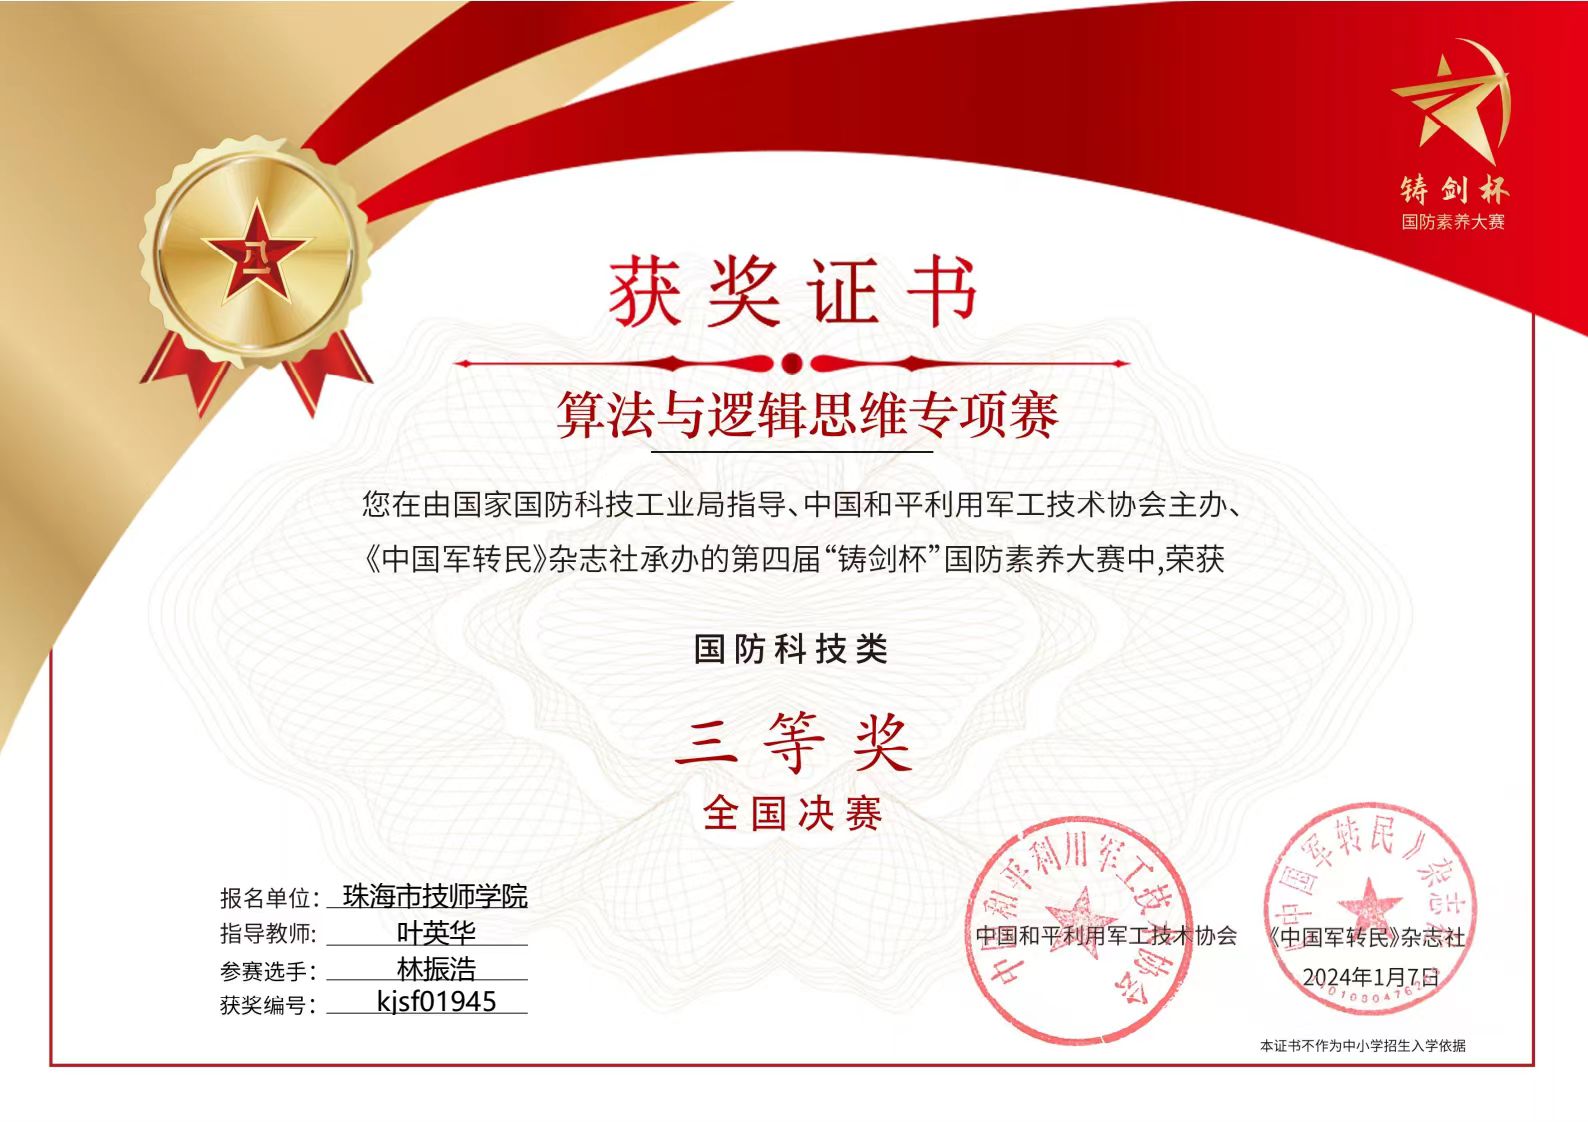 铸剑杯
国防素养大赛
八一
获奖证书
算法与逻辑思维专项赛
您在由国家国防科技工业局指导、中国和平利用军工技术协会主办、
《中国军转民》杂志社承办的第四届“铸剑杯”国防素养大赛中,荣获
国防科技类
三等奖
全国决赛
报名单位： 珠海市技师学院
指导教师: 叶英华
参赛选手： 林振浩
获奖编号： kjsf01945
中国和平利用军工技术协会
中国和平利用军工技术协会
《中国军转民》杂志社
《中国军转民》杂志社
2024年1月7日
本证书不作为中小学招生入学依据